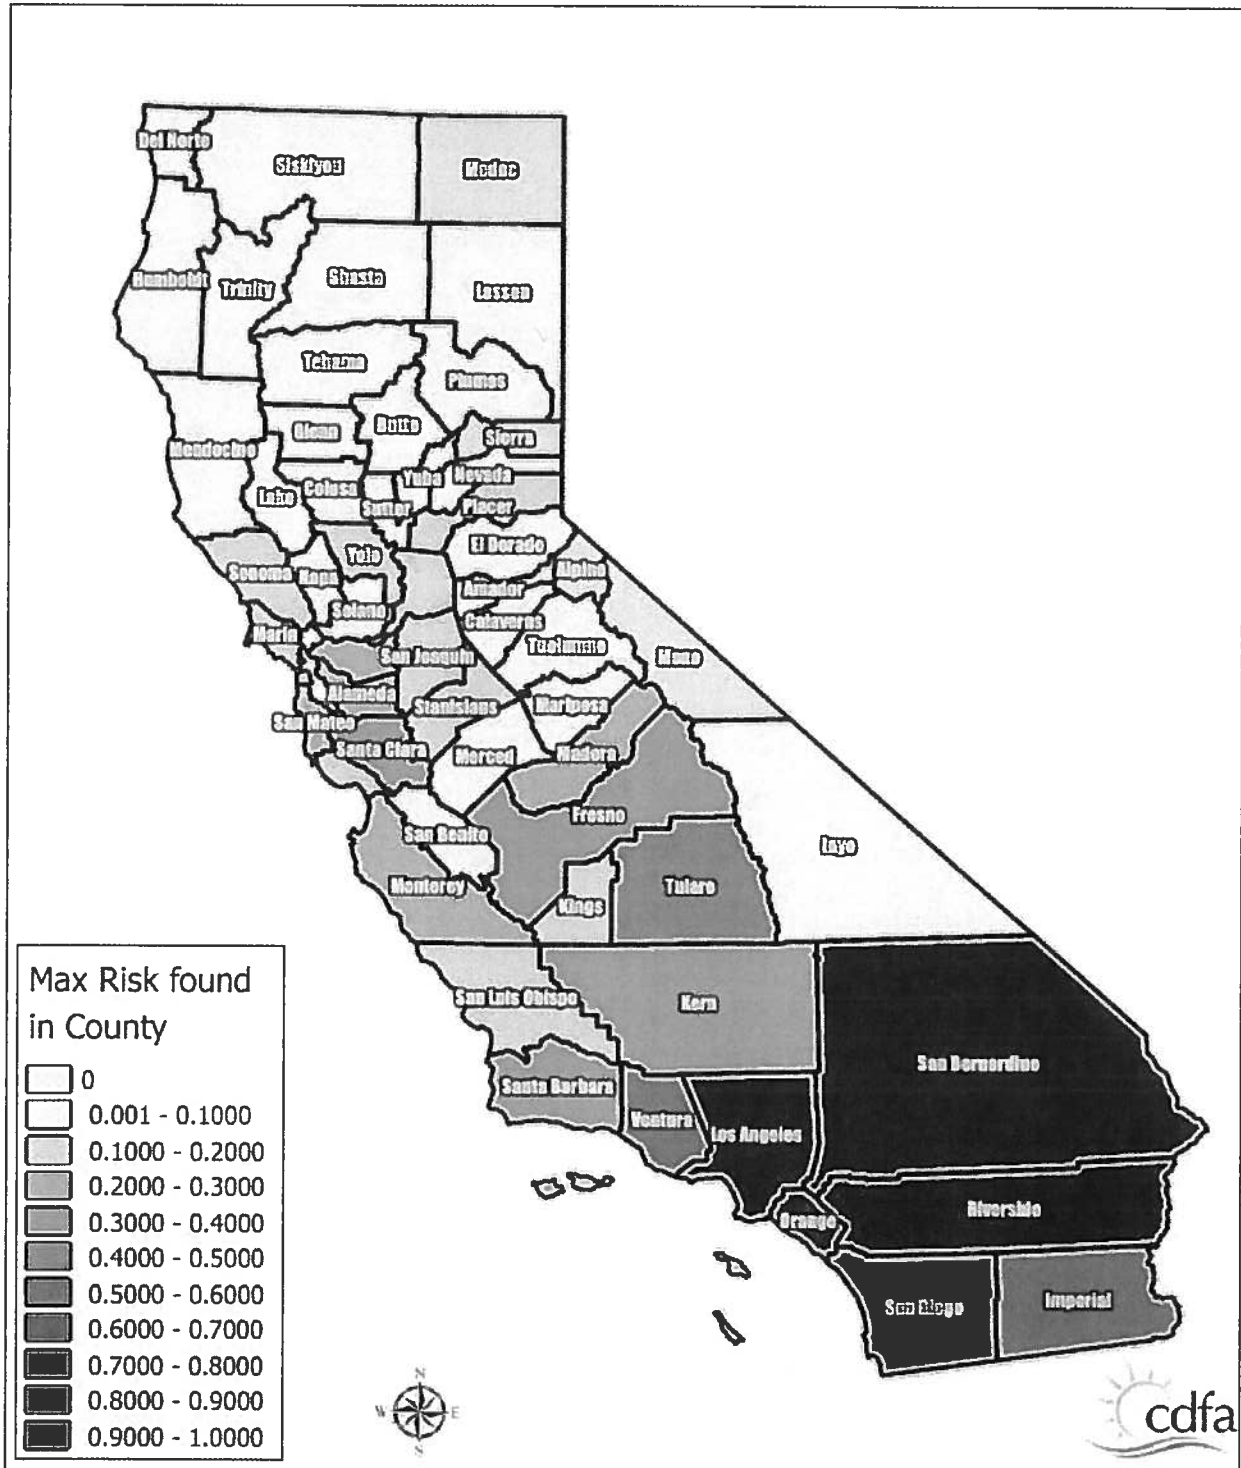 Del Norte
Siskiyou
Modoc
Humboldt
Trinity
Shasta
Lassen
Tehama
Plumas
Glenn
Butte
Sierra
Mendocino
Lake
Colusa
Sutter
Yuba
Nevada
Placer
Sonoma
Napa
Yolo
El Dorado
Alpine
Solano
Amador
Marin
Calaveras
San Joaquin
Tuolumne
Mono
Alameda
Stanislaus
Mariposa
San Mateo
Santa Clara
Merced
Madera
San Benito
Fresno
Inyo
Monterey
Kings
Tulare
San Luis Obispo
Kern
San Bernardino
Santa Barbara
Ventura
Los Angeles
Orange
Riverside
San Diego
Imperial
Max Risk found
in County
0
0.001 - 0.1000
0.1000 - 0.2000
0.2000 - 0.3000
0.3000 - 0.4000
0.4000 - 0.5000
0.5000 - 0.6000
0.6000 - 0.7000
0.7000 - 0.8000
0.8000 - 0.9000
0.9000 - 1.0000
N
W E
S
cdfa